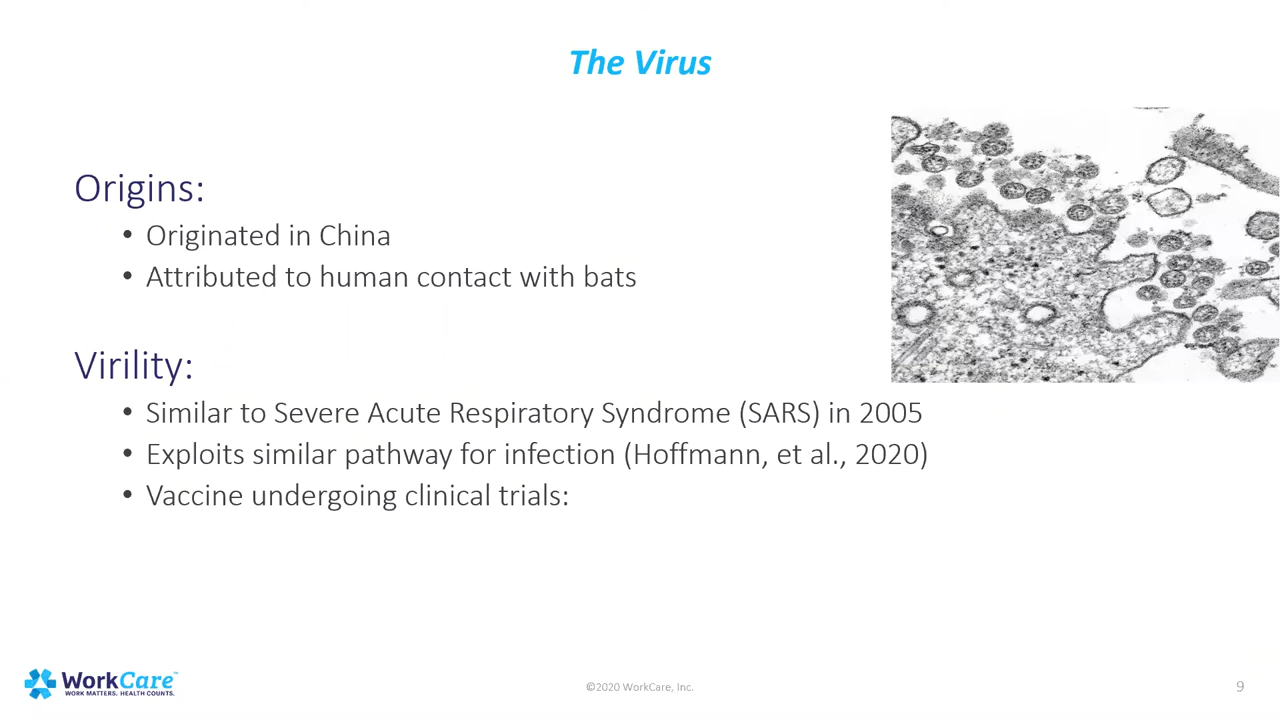 The Virus
Origins:
• Originated in China
• Attributed to human contact with bats
Virility:
• Similar to Severe Acute Respiratory Syndrome (SARS) in 2005
• Exploits similar pathway for infection (Hoffmann, et al., 2020)
• Vaccine undergoing clinical trials:
WorkCare™
WORK MATTERS. HEALTH COUNTS.
©2020 WorkCare, Inc.
9